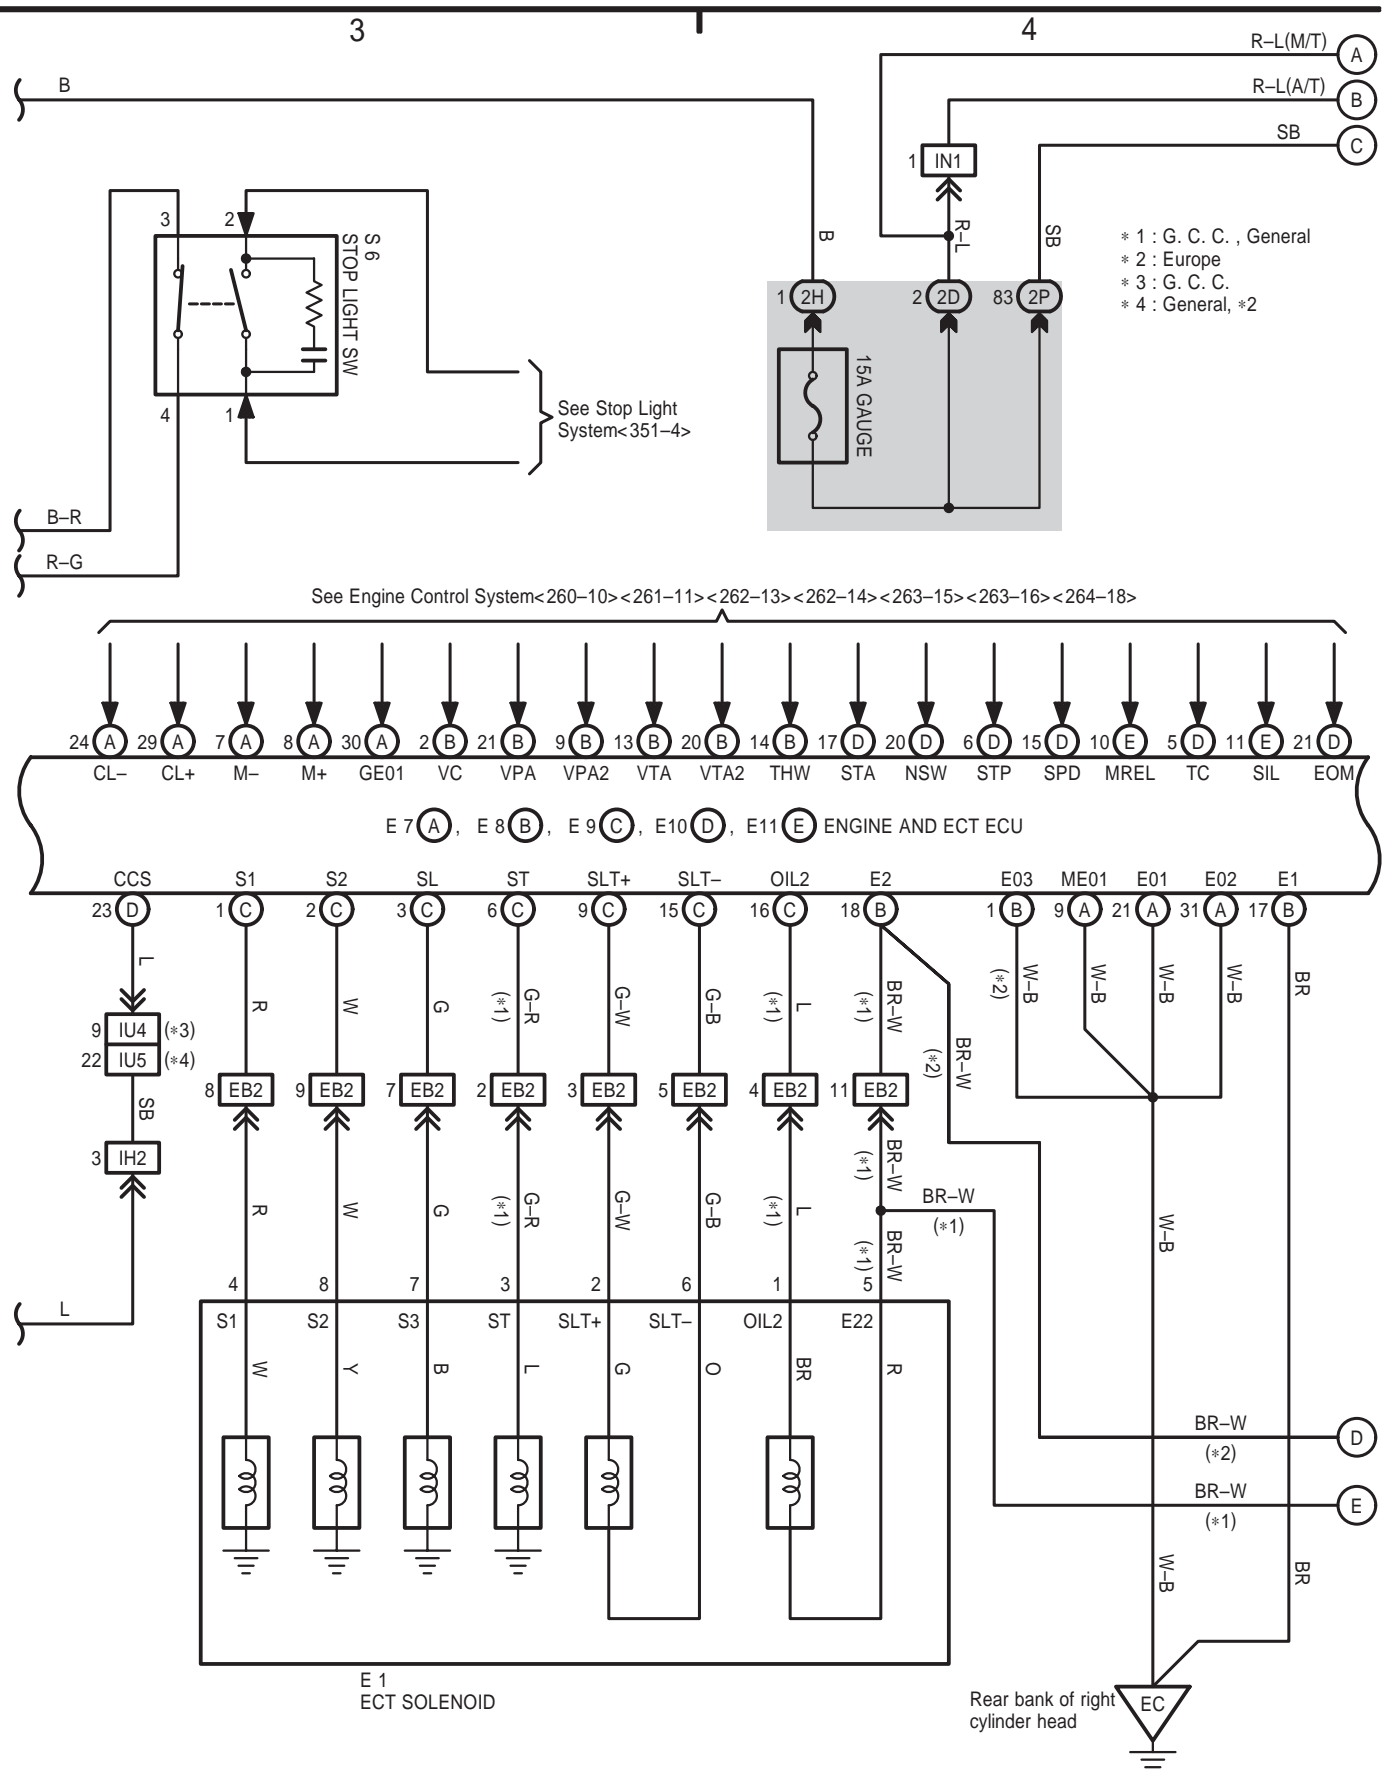 3
4
R–L(M/T) A
B
R–L(A/T) B
SB C
1 IN1
3
2
S 6
STOP LIGHT SW
B
R–L
SB
∗ 1 : G. C. C. , General
∗ 2 : Europe
∗ 3 : G. C. C.
∗ 4 : General, ∗2
1 2H
2 2D
83 2P
15A GAUGE
4
1
See Stop Light
System<351–4>
B–R
R–G
See Engine Control System<260–10><261–11><262–13><262–14><263–15><263–16><264–18>
24 A 29 A 7 A 8 A 30 A 2 B 21 B 9 B 13 B 20 B 14 B 17 D 20 D 6 D 15 D 10 E 5 D 11 E 21 D
CL– CL+ M– M+ GE01 VC VPA VPA2 VTA VTA2 THW STA NSW STP SPD MREL TC SIL EOM
E 7 A , E 8 B , E 9 C , E10 D , E11 E ENGINE AND ECT ECU
CCS S1 S2 SL ST SLT+ SLT– OIL2 E2 E03 ME01 E01 E02 E1
23 D 1 C 2 C 3 C 6 C 9 C 15 C 16 C 18 B 1 B 9 A 21 A 31 A 17 B
L
R
W
G
G–R
(∗1)
G–W
G–B
L
(∗1)
BR–W
(∗1)
BR–W
(∗2)
W–B
(∗2)
W–B
W–B
W–B
BR
9 IU4 (∗3)
22 IU5 (∗4)
8 EB2 9 EB2 7 EB2 2 EB2 3 EB2 5 EB2 4 EB2 11 EB2
SB
3 IH2
R
W
G
G–R
(∗1)
G–W
G–B
L
(∗1)
BR–W
(∗1)
BR–W
(∗1)
BR–W
(∗1)
W–B
L
4 8 7 3 2 6 1 5
S1 S2 S3 ST SLT+ SLT– OIL2 E22
W
Y
B
L
G
O
BR
R
BR–W
(∗2)
D
BR–W
(∗1)
E
W–B
BR
E 1
ECT SOLENOID
Rear bank of right
cylinder head
EC